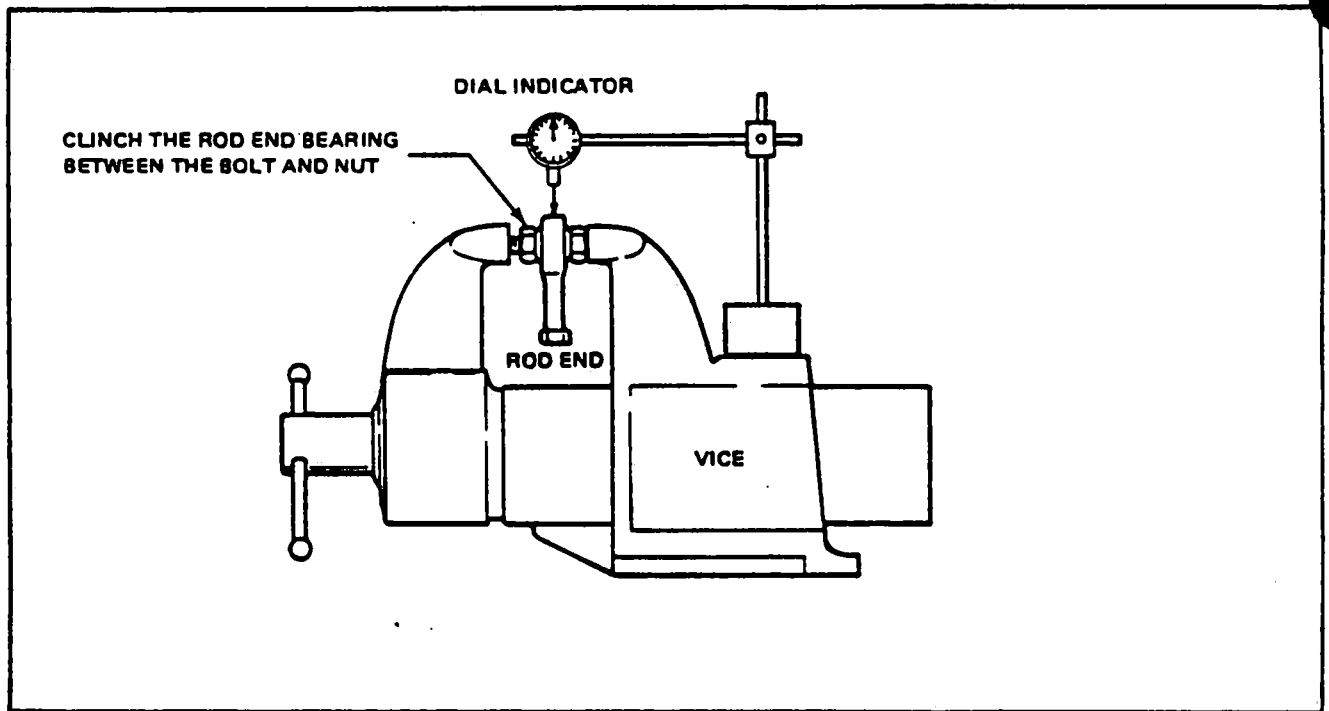 DIAL INDICATOR
CLINCH THE ROD END BEARING
BETWEEN THE BOLT AND NUT
ROD END
VICE